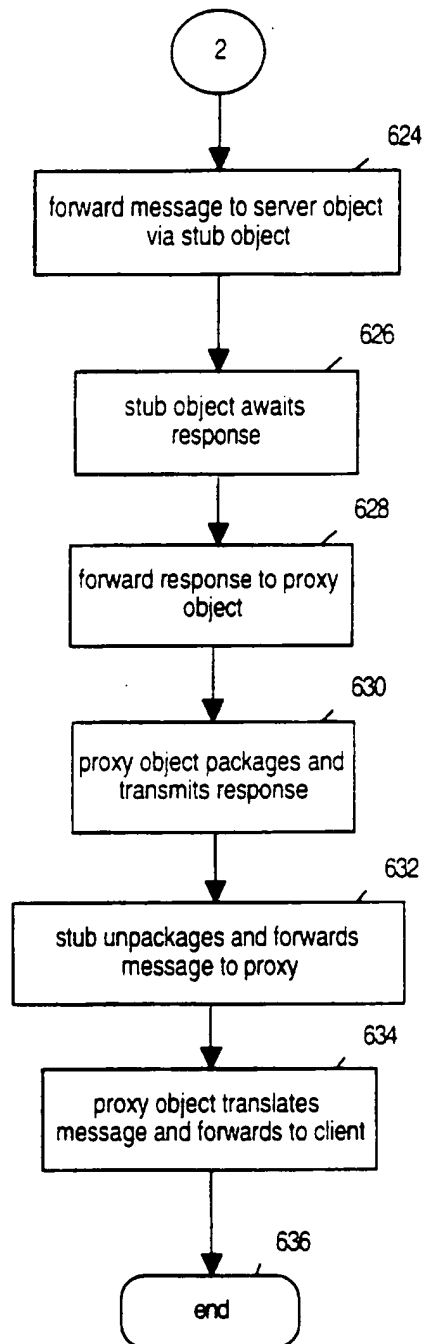 2
624
forward message to server object
via stub object
626
stub object awaits
response
628
forward response to proxy
object
630
proxy object packages and
transmits response
632
stub unpackages and forwards
message to proxy
634
proxy object translates
message and forwards to client
636
end